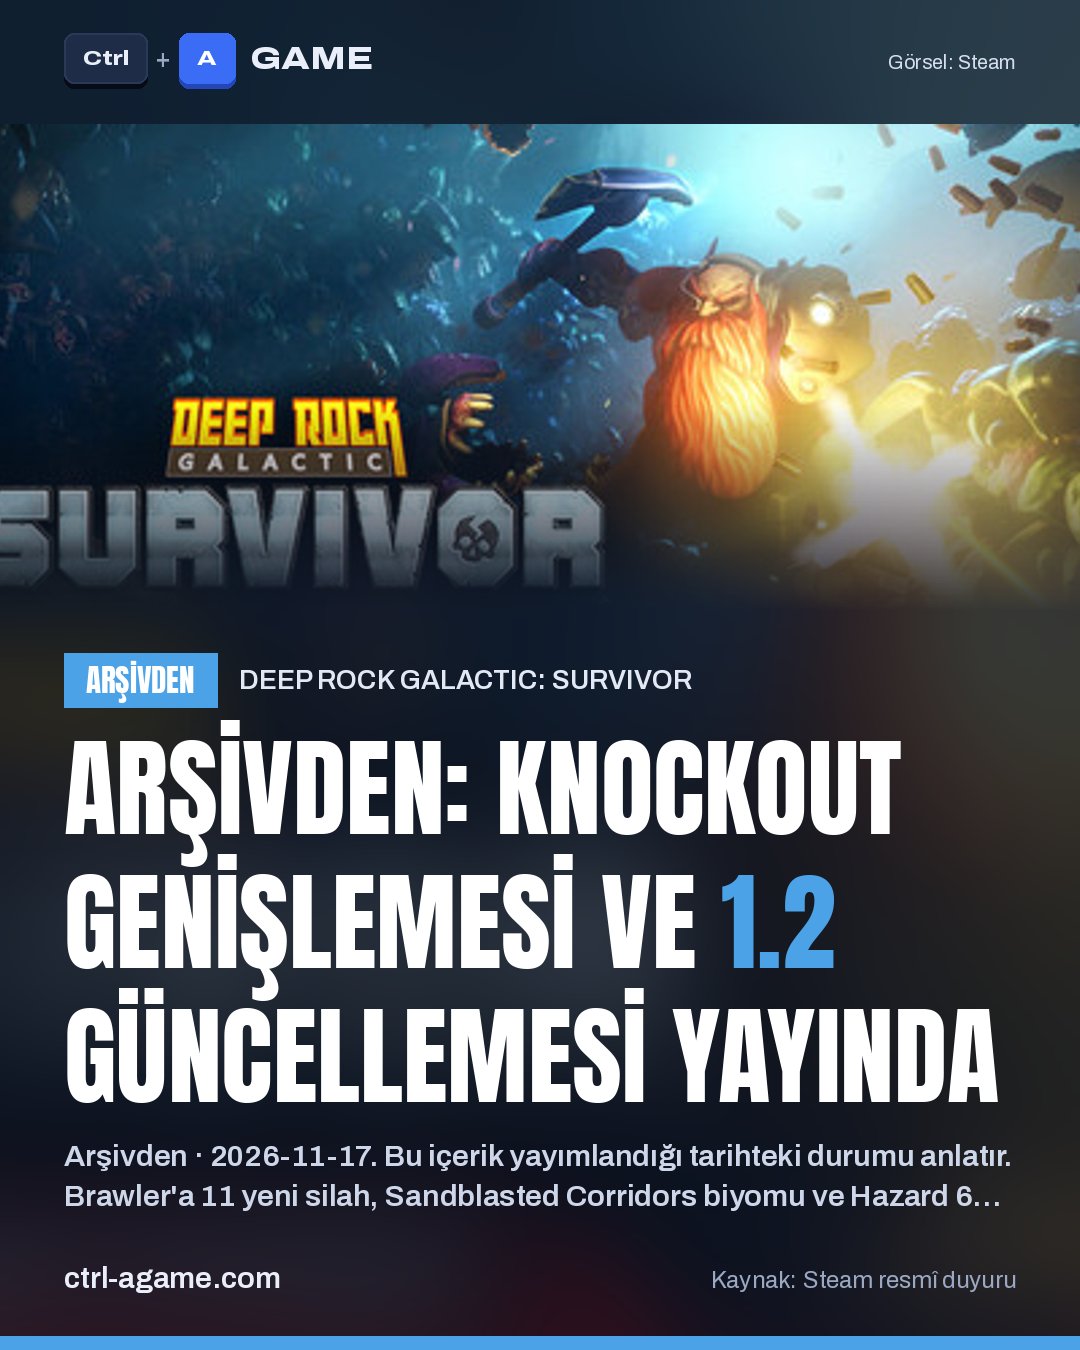 Ctrl + A GAME
Görsel: Steam
DEEP ROCK
GALACTIC
SURVIVOR
ARŞİVDEN
DEEP ROCK GALACTIC: SURVIVOR
ARŞİVDEN: KNOCKOUT
GENİŞLEMESİ VE 1.2
GÜNCELLEMESİ YAYINDA
Arşivden · 2026-11-17. Bu içerik yayımlandığı tarihteki durumu anlatır.
Brawler'a 11 yeni silah, Sandblasted Corridors biyomu ve Hazard 6...
ctrl-agame.com
Kaynak: Steam resmî duyuru